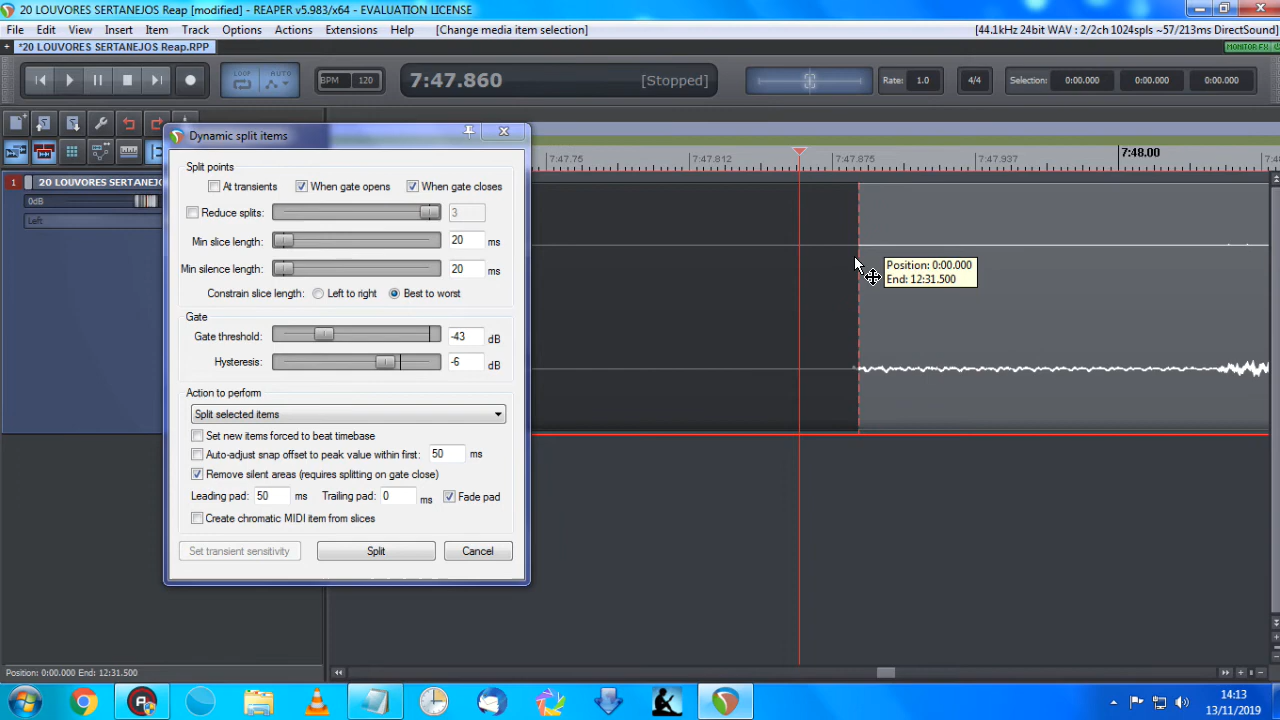 20 LOUVORES SERTANEJOS Reap [modified] - REAPER v5.983/x64 - EVALUATION LICENSE
File Edit View Insert Item Track Options Actions Extensions Help [Change media item selection] [44.1kHz 24bit WAV : 2/2ch 1024spls ~57/213ms DirectSound]
*20 LOUVORES SERTANEJOS Reap.RPP
MONITOR FX
LOOP AUTO BPM 120 7:47.860 [Stopped] Rate: 1.0 4/4 Selection: 0:00.000 0:00.000 0:00.000
Dynamic split items
7:47.75 7:47.812 7:47.875 7:47.937 7:48.00
1 20 LOUVORES SERTANEJO
0dB
Left
Split points
At transients When gate opens When gate closes
Reduce splits: 3
Min slice length: 20 ms
Min silence length: 20 ms
Constrain slice length: Left to right Best to worst
Gate
Gate threshold: -43 dB
Hysteresis: -6 dB
Action to perform
Split selected items
Set new items forced to beat timebase
Auto-adjust snap offset to peak value within first: 50 ms
Remove silent areas (requires splitting on gate close)
Leading pad: 50 ms Trailing pad: 0 ms Fade pad
Create chromatic MIDI item from slices
Set transient sensitivity Split Cancel
Position: 0:00.000
End: 12:31.500
Position: 0:00.000 End: 12:31.500
14:13
13/11/2019